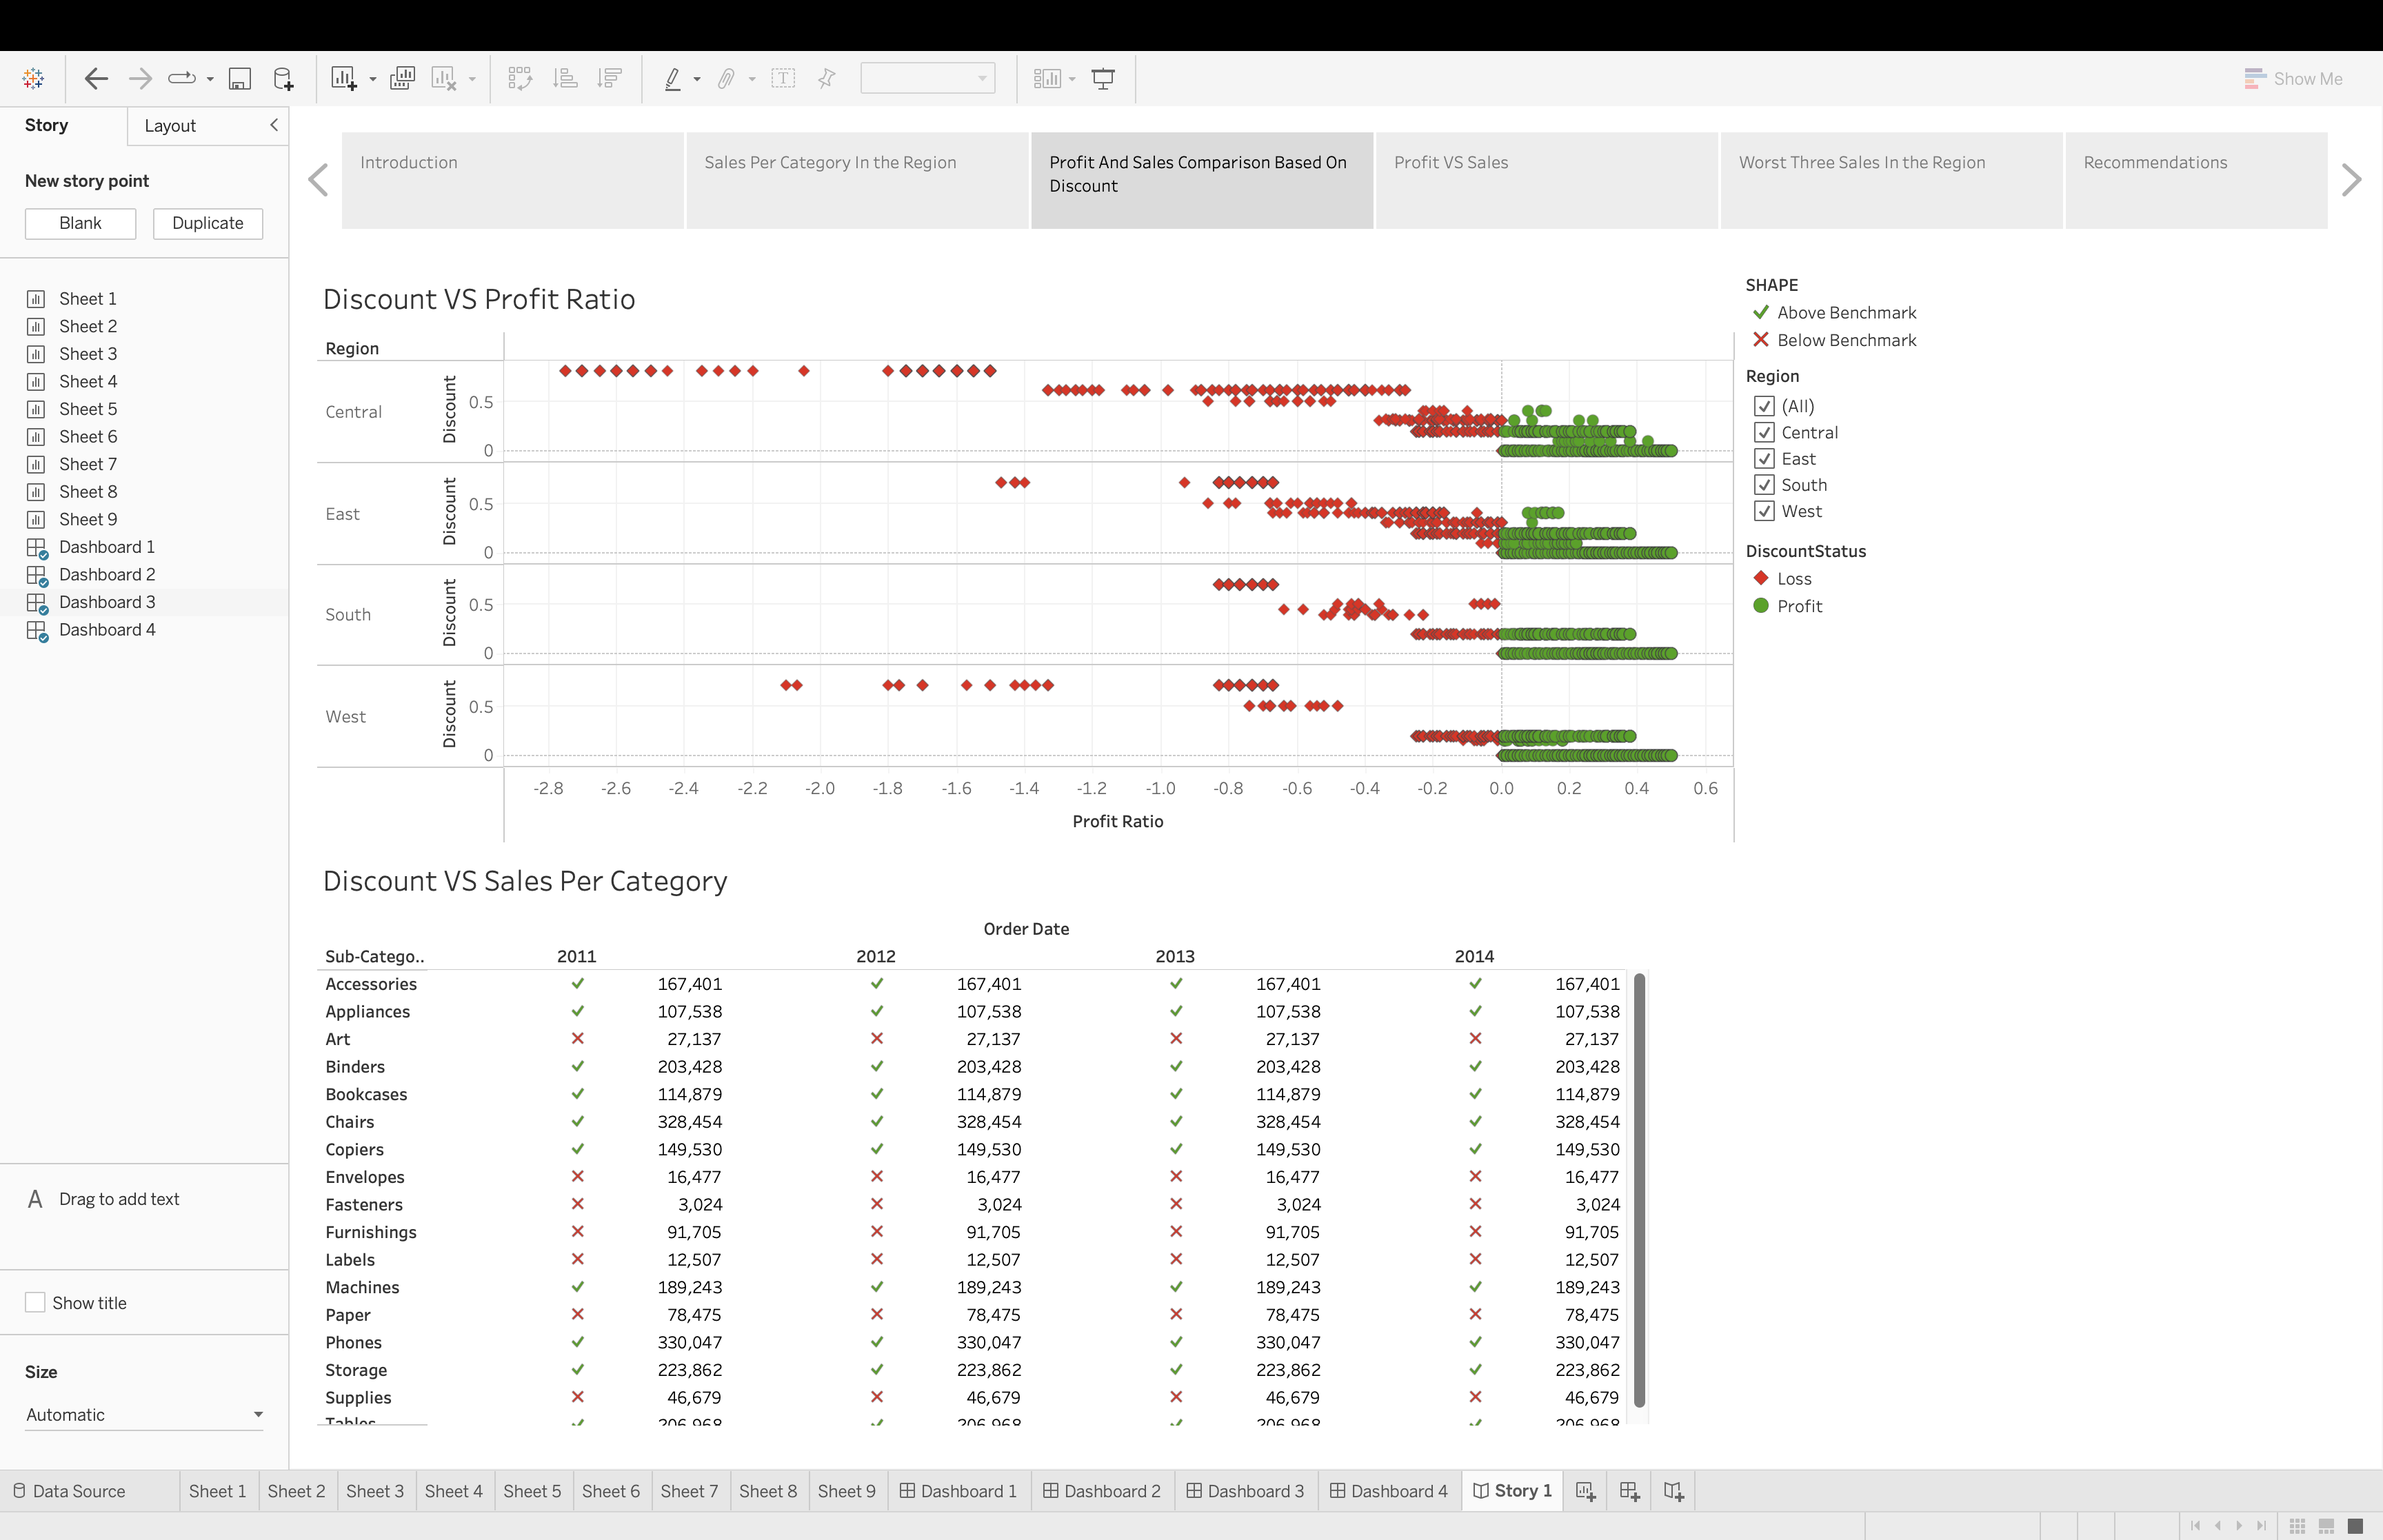 Show Me
Story
Layout
New story point
Blank
Duplicate
Sheet 1
Sheet 2
Sheet 3
Sheet 4
Sheet 5
Sheet 6
Sheet 7
Sheet 8
Sheet 9
Dashboard 1
Dashboard 2
Dashboard 3
Dashboard 4
A Drag to add text
Show title
Size
Automatic
Introduction
Sales Per Category In the Region
Profit And Sales Comparison Based On
Discount
Profit VS Sales
Worst Three Sales In the Region
Recommendations
Discount VS Profit Ratio
Region
Central
Discount
0.5
0
East
Discount
0.5
0
South
Discount
0.5
0
West
Discount
0.5
0
-2.8 -2.6 -2.4 -2.2 -2.0 -1.8 -1.6 -1.4 -1.2 -1.0 -0.8 -0.6 -0.4 -0.2 0.0 0.2 0.4 0.6
Profit Ratio
SHAPE
Above Benchmark
Below Benchmark
Region
(All)
Central
East
South
West
DiscountStatus
Loss
Profit
Discount VS Sales Per Category
Order Date
Sub-Catego.. 2011 2012 2013 2014
Accessories 167,401 167,401 167,401 167,401
Appliances 107,538 107,538 107,538 107,538
Art 27,137 27,137 27,137 27,137
Binders 203,428 203,428 203,428 203,428
Bookcases 114,879 114,879 114,879 114,879
Chairs 328,454 328,454 328,454 328,454
Copiers 149,530 149,530 149,530 149,530
Envelopes 16,477 16,477 16,477 16,477
Fasteners 3,024 3,024 3,024 3,024
Furnishings 91,705 91,705 91,705 91,705
Labels 12,507 12,507 12,507 12,507
Machines 189,243 189,243 189,243 189,243
Paper 78,475 78,475 78,475 78,475
Phones 330,047 330,047 330,047 330,047
Storage 223,862 223,862 223,862 223,862
Supplies 46,679 46,679 46,679 46,679
Tables 206,968 206,968 206,968 206,968
Data Source Sheet 1 Sheet 2 Sheet 3 Sheet 4 Sheet 5 Sheet 6 Sheet 7 Sheet 8 Sheet 9 Dashboard 1 Dashboard 2 Dashboard 3 Dashboard 4 Story 1